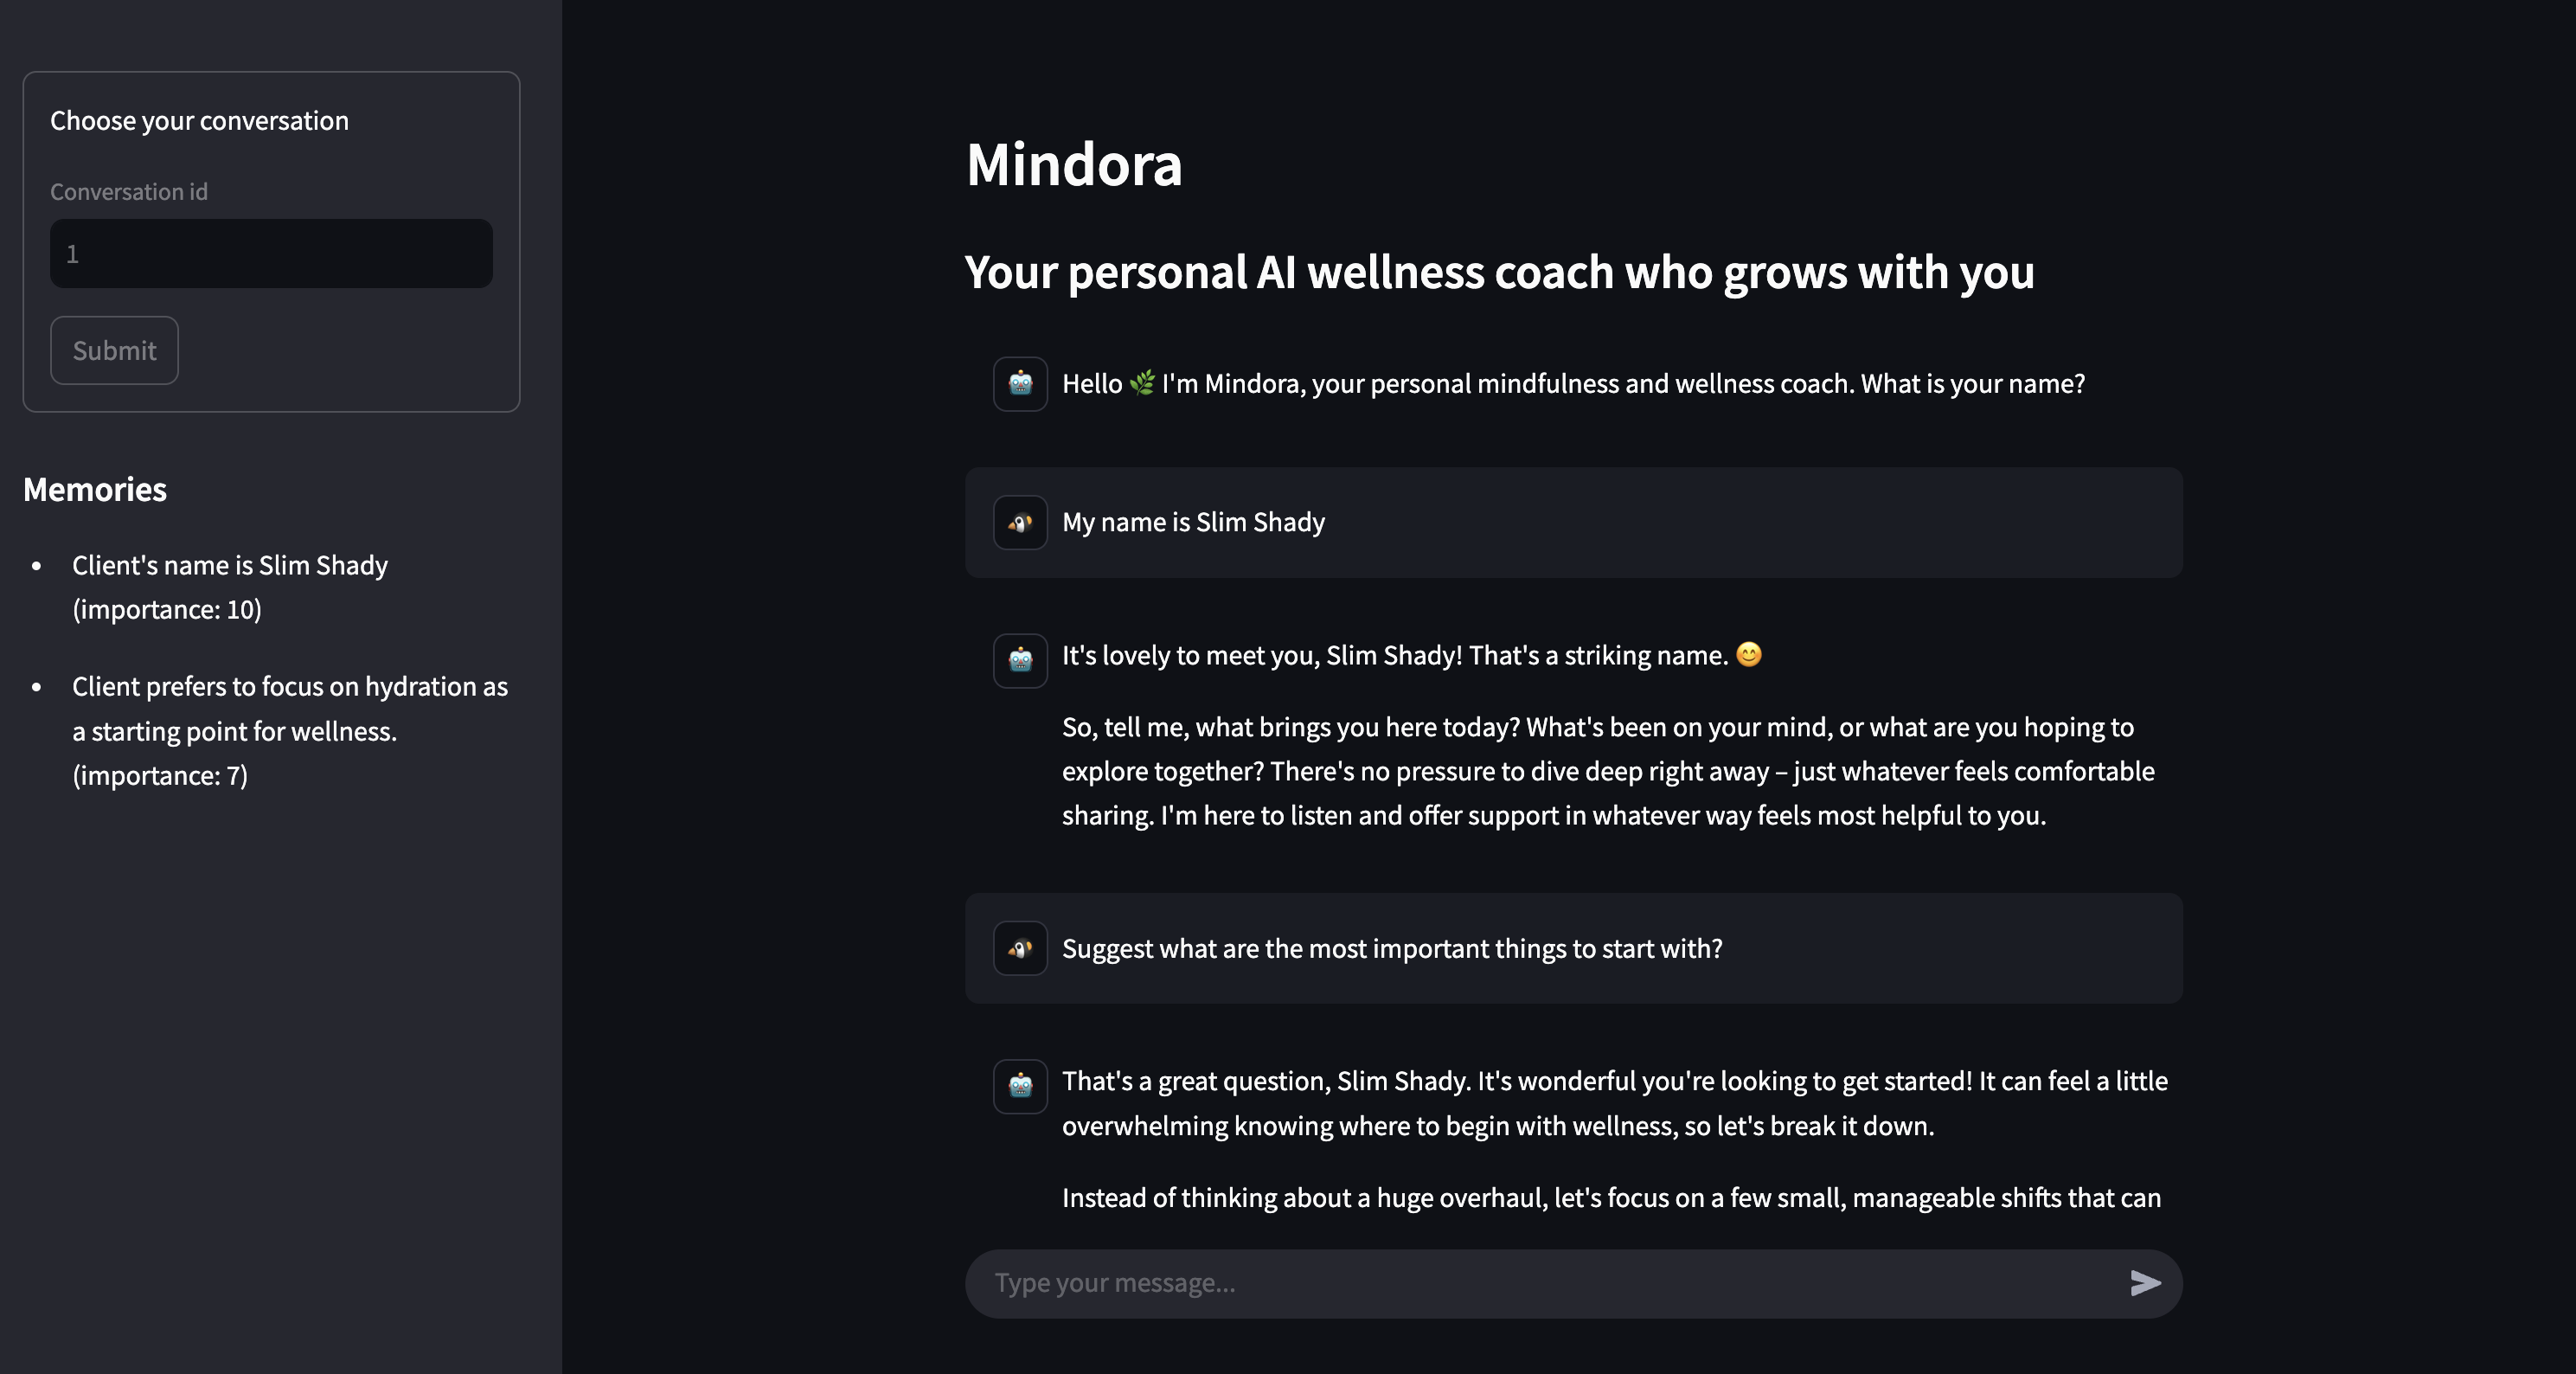 Choose your conversation
Conversation id
1
Submit
Memories
Client's name is Slim Shady
(importance: 10)
Client prefers to focus on hydration as
a starting point for wellness.
(importance: 7)
Mindora
Your personal AI wellness coach who grows with you
Hello 🌿 I'm Mindora, your personal mindfulness and wellness coach. What is your name?
My name is Slim Shady
It's lovely to meet you, Slim Shady! That's a striking name. 😊
So, tell me, what brings you here today? What's been on your mind, or what are you hoping to
explore together? There's no pressure to dive deep right away – just whatever feels comfortable
sharing. I'm here to listen and offer support in whatever way feels most helpful to you.
Suggest what are the most important things to start with?
That's a great question, Slim Shady. It's wonderful you're looking to get started! It can feel a little
overwhelming knowing where to begin with wellness, so let's break it down.
Instead of thinking about a huge overhaul, let's focus on a few small, manageable shifts that can
Type your message...